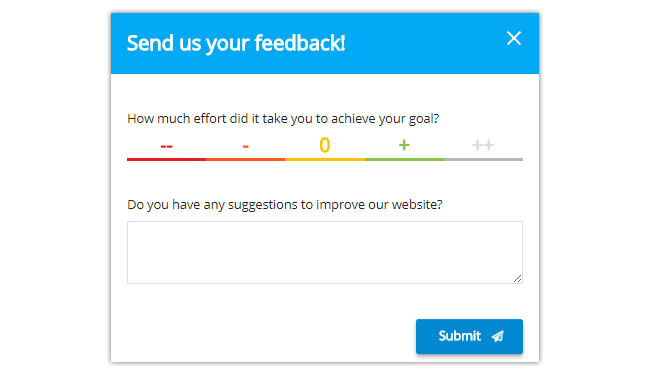 Send us your feedback!
How much effort did it take you to achieve your goal?
-- - 0 + ++
Do you have any suggestions to improve our website?
Submit